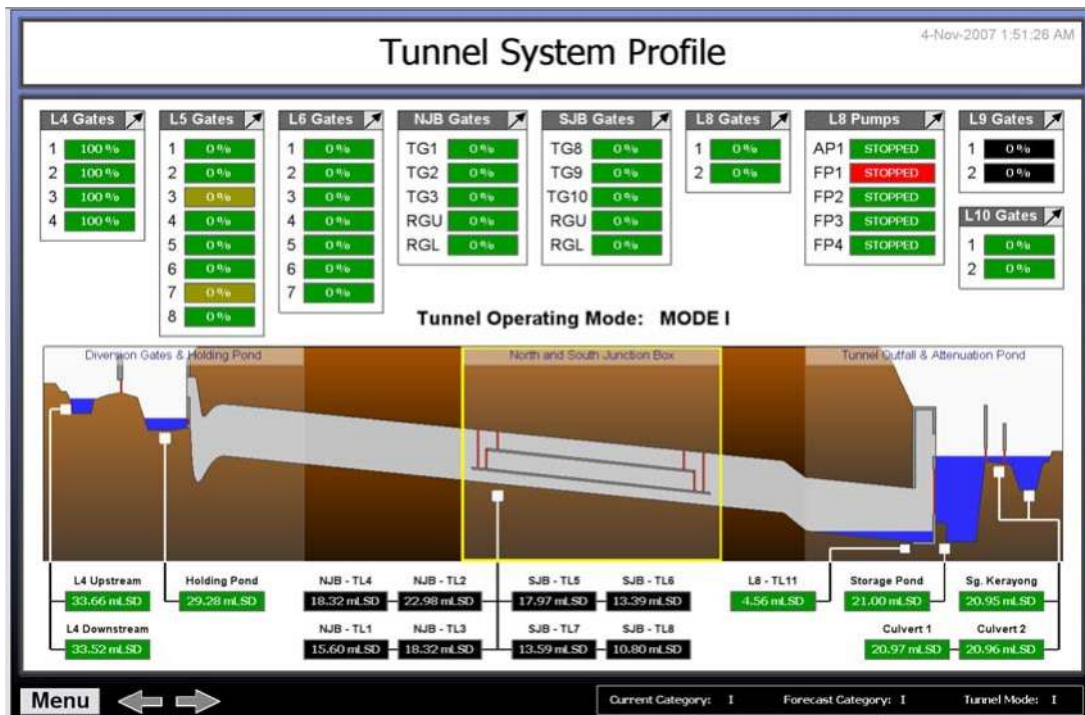 4-Nov-2007 1:51:26 AM
Tunnel System Profile
L4 Gates
1 100 %
2 100 %
3 100 %
4 100 %
L5 Gates
1 0 %
2 0 %
3 0 %
4 0 %
5 0 %
6 0 %
7 0 %
8 0 %
L6 Gates
1 0 %
2 0 %
3 0 %
4 0 %
5 0 %
6 0 %
7 0 %
NJB Gates
TG1 0 %
TG2 0 %
TG3 0 %
RGU 0 %
RGL 0 %
SJB Gates
TG8 0 %
TG9 0 %
TG10 0 %
RGU 0 %
RGL 0 %
L8 Gates
1 0 %
2 0 %
L8 Pumps
AP1 STOPPED
FP1 STOPPED
FP2 STOPPED
FP3 STOPPED
FP4 STOPPED
L9 Gates
1 0 %
2 0 %
L10 Gates
1 0 %
2 0 %
Tunnel Operating Mode: MODE I
Diversion Gates & Holding Pond
North and South Junction Box
Tunnel Outfall & Attenuation Pond
L4 Upstream
33.66 mLSD
Holding Pond
29.28 mLSD
NJB - TL4
18.32 mLSD
NJB - TL2
22.98 mLSD
SJB - TL5
17.97 mLSD
SJB - TL6
13.39 mLSD
L8 - TL11
4.56 mLSD
Storage Pond
21.00 mLSD
Sg. Kerayong
20.95 mLSD
L4 Downstream
33.52 mLSD
NJB - TL1
15.60 mLSD
NJB - TL3
18.32 mLSD
SJB - TL7
13.59 mLSD
SJB - TL8
10.80 mLSD
Culvert 1
20.97 mLSD
Culvert 2
20.96 mLSD
Menu
Current Category: I
Forecast Category: I
Tunnel Mode: I